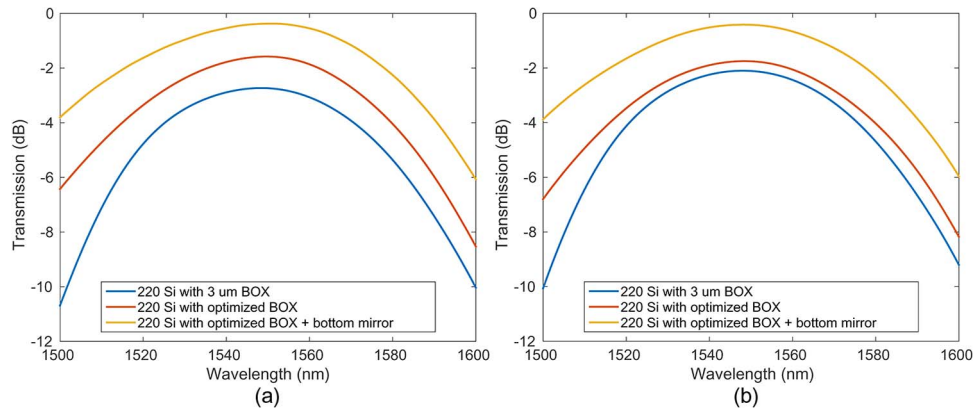 0
-2
-4
-6
-8
-10
-12
Transmission (dB)
220 Si with 3 um BOX
220 Si with optimized BOX
220 Si with optimized BOX + bottom mirror
1500 1520 1540 1560 1580 1600
Wavelength (nm)
(a)
0
-2
-4
-6
-8
-10
-12
Transmission (dB)
220 Si with 3 um BOX
220 Si with optimized BOX
220 Si with optimized BOX + bottom mirror
1500 1520 1540 1560 1580 1600
Wavelength (nm)
(b)